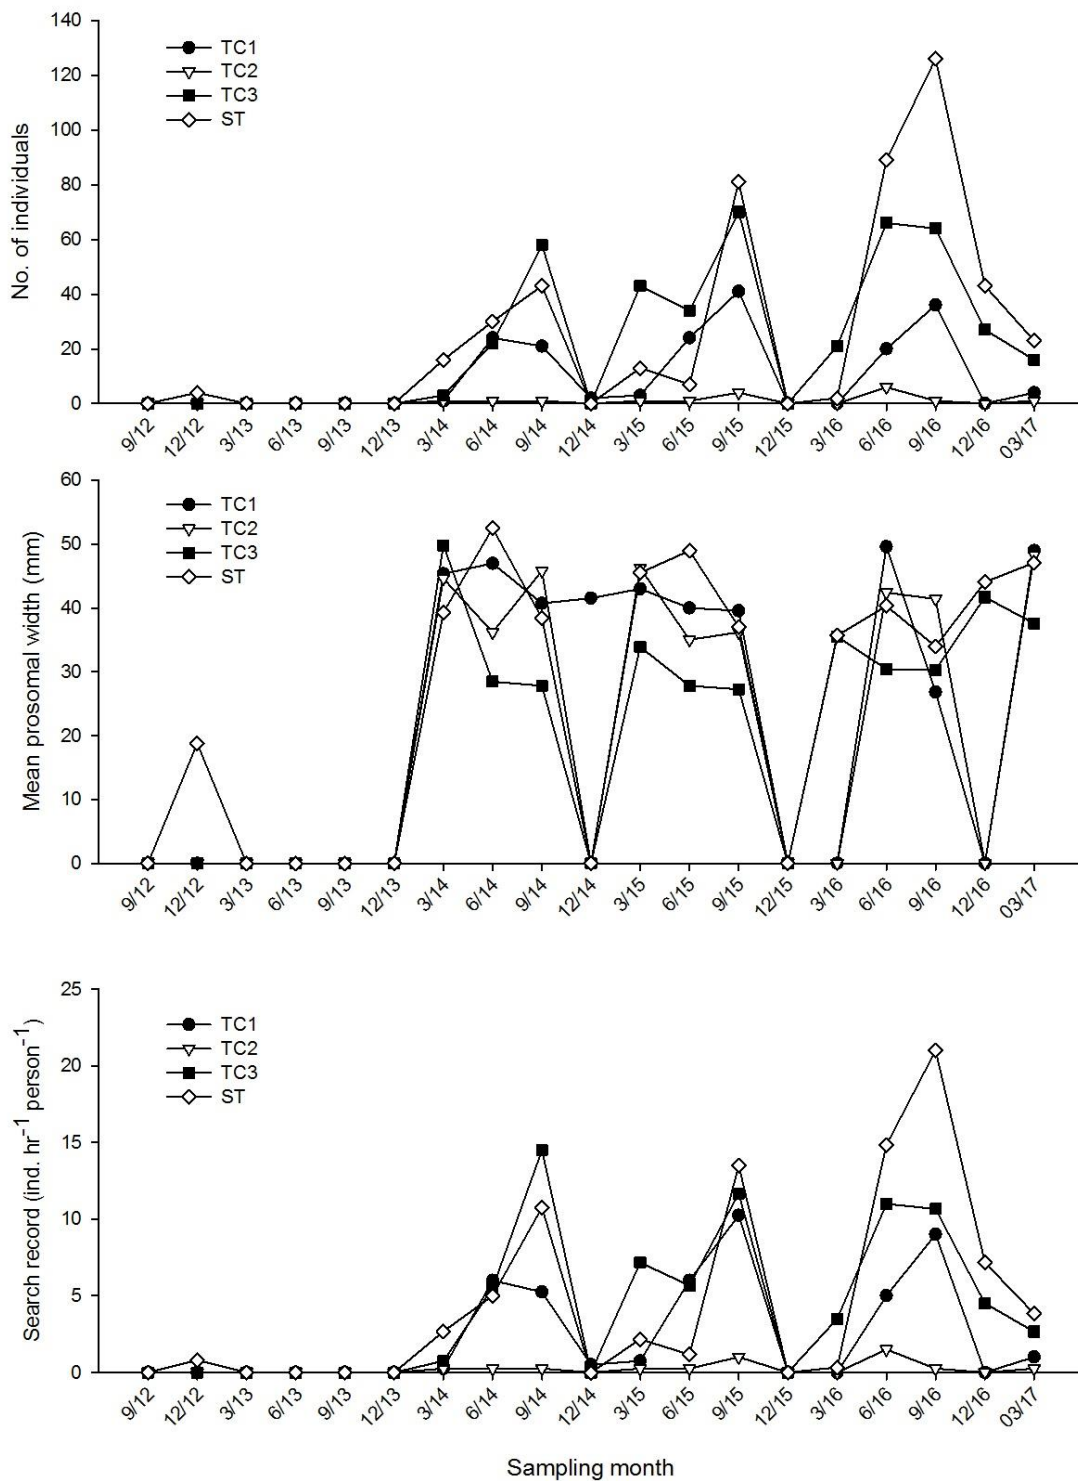 No. of individuals
140
120
100
80
60
40
20
0
TC1
TC2
TC3
ST
9/12 12/12 3/13 6/13 9/13 12/13 3/14 6/14 9/14 12/14 3/15 6/15 9/15 12/15 3/16 6/16 9/16 12/16 03/17
Mean prosomal width (mm)
60
50
40
30
20
10
0
TC1
TC2
TC3
ST
9/12 12/12 3/13 6/13 9/13 12/13 3/14 6/14 9/14 12/14 3/15 6/15 9/15 12/15 3/16 6/16 9/16 12/16 03/17
Search record (ind. hr⁻¹ person⁻¹)
25
20
15
10
5
0
TC1
TC2
TC3
ST
9/12 12/12 3/13 6/13 9/13 12/13 3/14 6/14 9/14 12/14 3/15 6/15 9/15 12/15 3/16 6/16 9/16 12/16 03/17
Sampling month